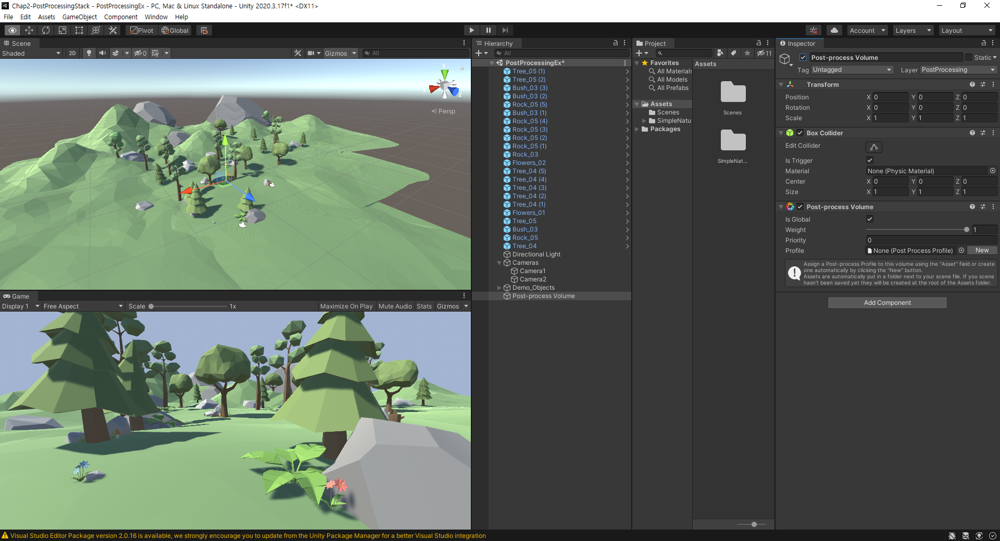 Chap2-PostProcessingStack - PostProcessingEx - PC, Mac & Linux Standalone - Unity 2020.3.17f1* <DX11>
File Edit Assets GameObject Component Window Help
Pivot Global Account Layers Layout
Scene
Shaded 2D 0 Gizmos All
y
x
z
Persp
Game
Display 1 Free Aspect Scale 1x Maximize On Play Mute Audio Stats Gizmos
Hierarchy
All
PostProcessingEx*
Tree_05 (1)
Tree_05 (2)
Bush_03 (3)
Bush_03 (2)
Rock_05 (5)
Bush_03 (1)
Rock_05 (4)
Rock_05 (3)
Rock_05 (2)
Rock_05 (1)
Rock_03
Flowers_02
Tree_04 (5)
Tree_04 (4)
Tree_04 (3)
Tree_04 (2)
Tree_04 (1)
Flowers_01
Tree_05
Bush_03
Rock_05
Tree_04
Directional Light
Cameras
Camera1
Camera2
Demo_Objects
Post-process Volume
Project
11
Favorites
All Materials
All Models
All Prefabs
Assets
Scenes
SimpleNatu
Packages
Assets
Scenes
SimpleNat...
Inspector
Post-process Volume Static
Tag Untagged Layer PostProcessing
Transform
Position X 0 Y 0 Z 0
Rotation X 0 Y 0 Z 0
Scale X 1 Y 1 Z 1
Box Collider
Edit Collider
Is Trigger
Material None (Physic Material)
Center X 0 Y 0 Z 0
Size X 1 Y 1 Z 1
Post-process Volume
Is Global
Weight 1
Priority 0
Profile None (Post Process Profile) New
Assign a Post-process Profile to this volume using the "Asset" field or create
one automatically by clicking the "New" button.
Assets are automatically put in a folder next to your scene file. If you scene
hasn't been saved yet they will be created at the root of the Assets folder.
Add Component
Visual Studio Editor Package version 2.0.16 is available, we strongly encourage you to update from the Unity Package Manager for a better Visual Studio integration